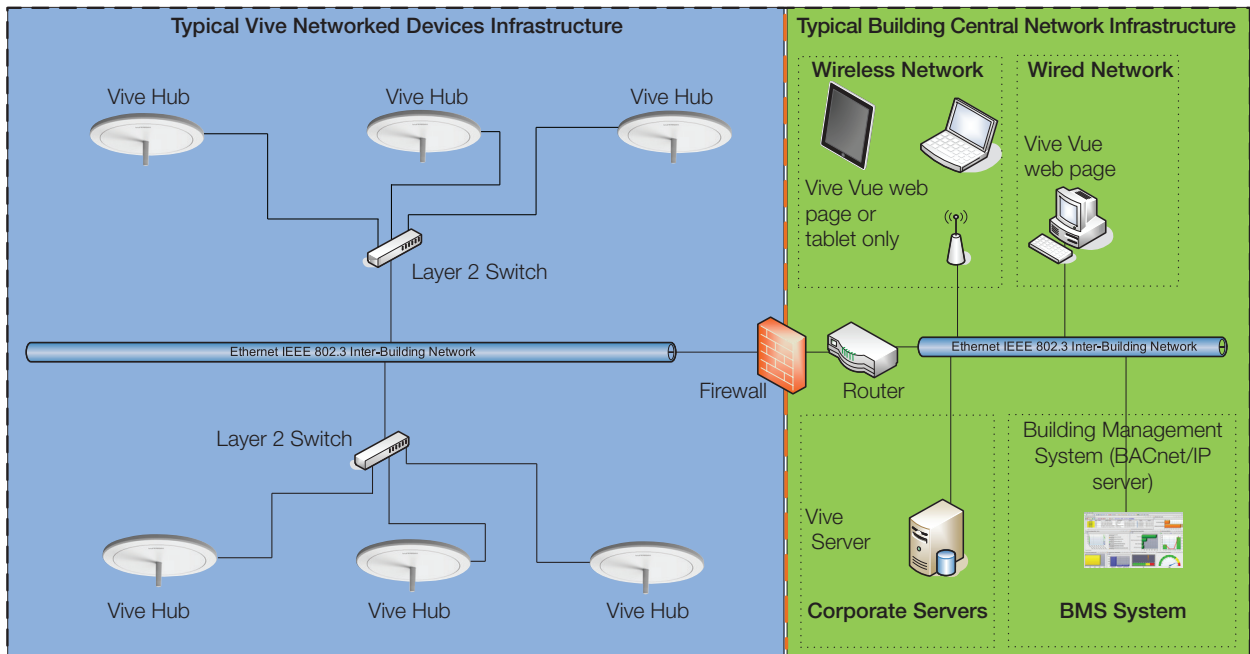 Typical Vive Networked Devices Infrastructure
Vive Hub
Vive Hub
Vive Hub
Layer 2 Switch
Ethernet IEEE 802.3 Inter-Building Network
Layer 2 Switch
Vive Hub
Vive Hub
Vive Hub
Firewall
Typical Building Central Network Infrastructure
Wireless Network
Vive Vue web
page or
tablet only
Wired Network
Vive Vue
web page
Router
Ethernet IEEE 802.3 Inter-Building Network
Vive
Server
Corporate Servers
Building Management
System (BACnet/IP
server)
BMS System